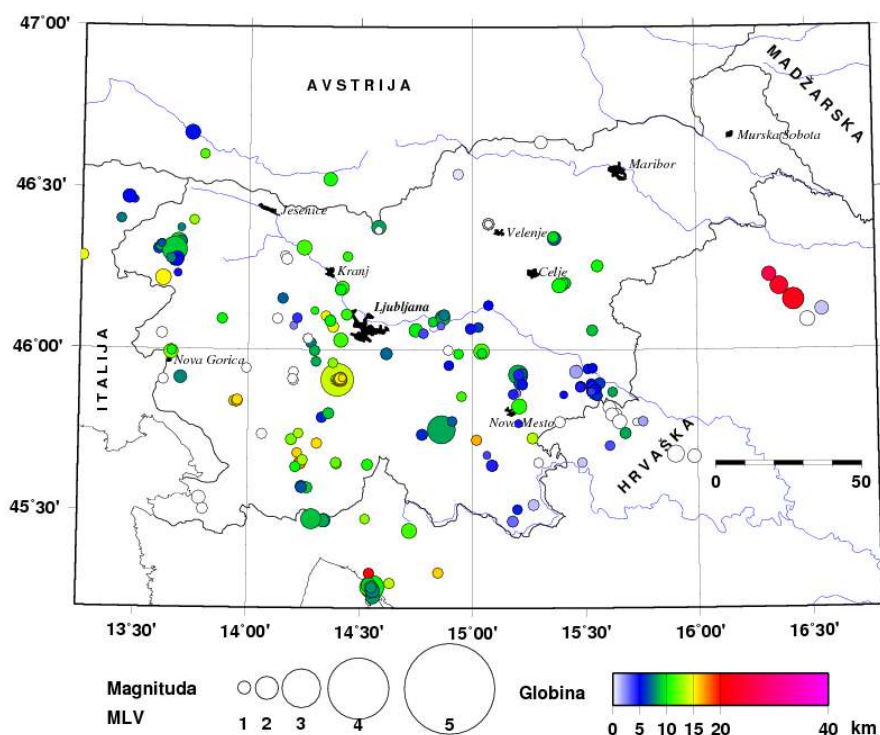 47˚00'
AVSTRIJA
MADŽARSKA
Murska Sobota
Maribor
46˚30'
Jesenice
Velenje
Kranj
Celje
Ljubljana
46˚00'
Nova Gorica
ITALIJA
Novo Mesto
HRVAŠKA
0 50
45˚30'
13˚30' 14˚00' 14˚30' 15˚00' 15˚30' 16˚00' 16˚30'
Magnituda
MLV
1 2 3 4 5
Globina
0 5 10 15 20 40 km